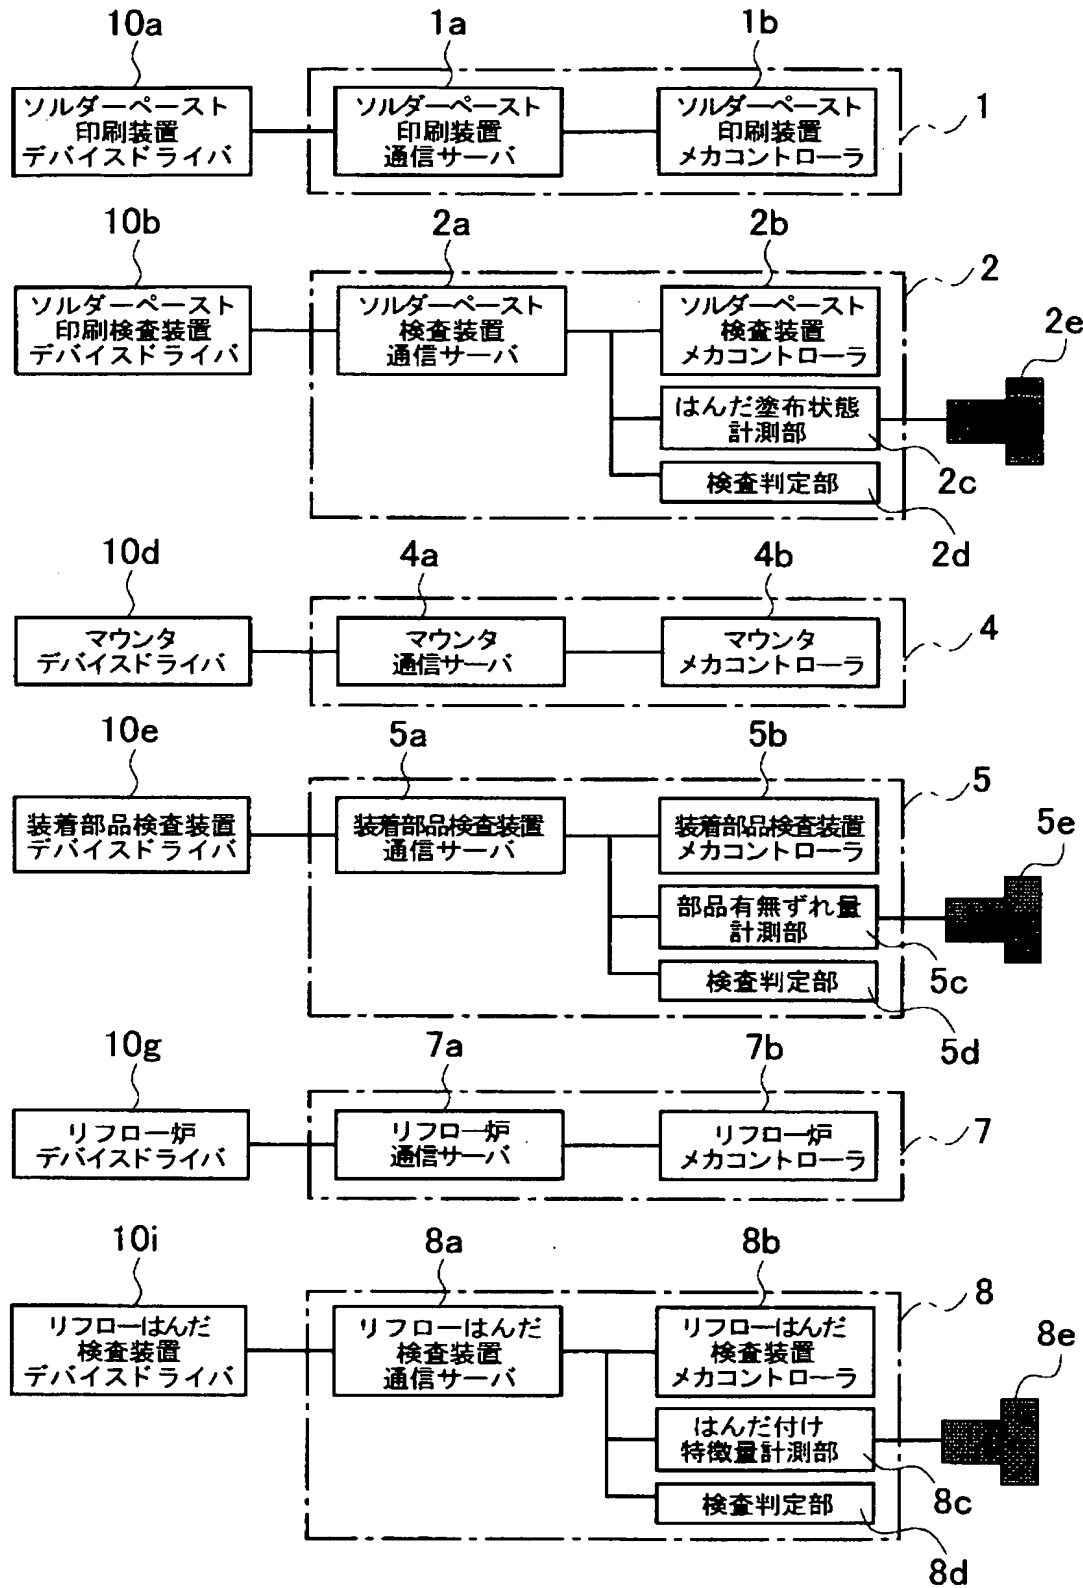 10a
1a
1b
ソルダーペースト
印刷装置
デバイスドライバ
ソルダーペースト
印刷装置
通信サーバ
ソルダーペースト
印刷装置
メカコントローラ
1
10b
2a
2b
ソルダーペースト
印刷検査装置
デバイスドライバ
ソルダーペースト
検査装置
通信サーバ
ソルダーペースト
検査装置
メカコントローラ
2
2e
はんだ塗布状態
計測部
2c
検査判定部
2d
10d
4a
4b
マウンタ
デバイスドライバ
マウンタ
通信サーバ
マウンタ
メカコントローラ
4
10e
5a
5b
装着部品検査装置
デバイスドライバ
装着部品検査装置
通信サーバ
装着部品検査装置
メカコントローラ
5
5e
部品有無ずれ量
計測部
5c
検査判定部
5d
10g
7a
7b
リフロー炉
デバイスドライバ
リフロー炉
通信サーバ
リフロー炉
メカコントローラ
7
10i
8a
8b
リフローはんだ
検査装置
デバイスドライバ
リフローはんだ
検査装置
通信サーバ
リフローはんだ
検査装置
メカコントローラ
8
8e
はんだ付け
特徴量計測部
8c
検査判定部
8d